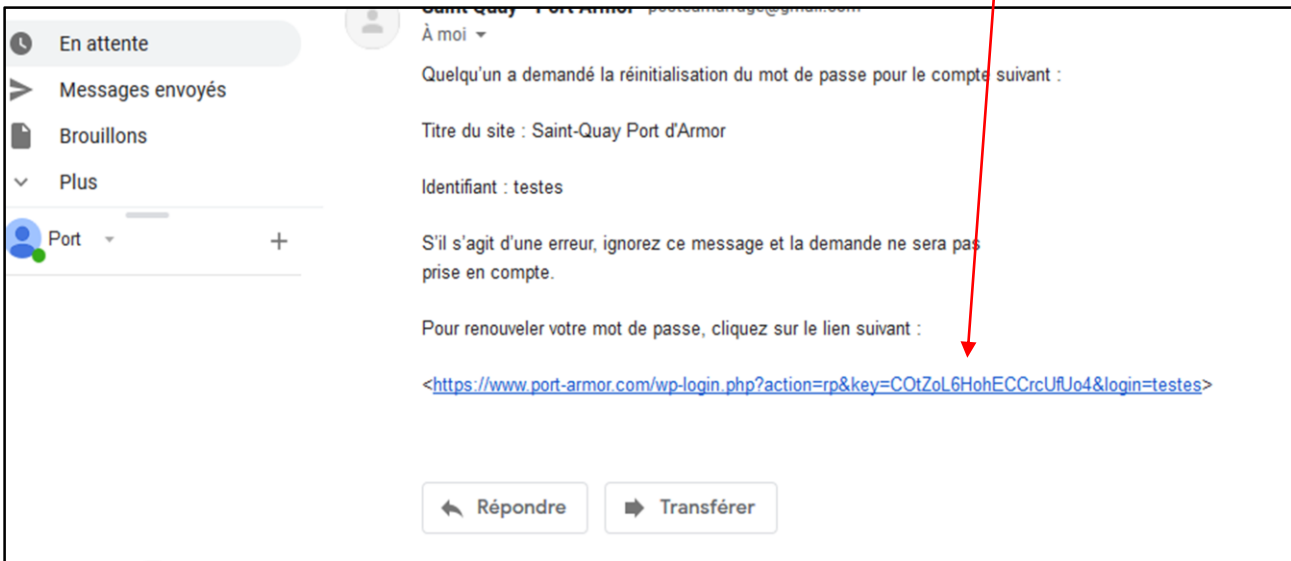 En attente
Messages envoyés
Brouillons
Plus
Port
À moi
Quelqu'un a demandé la réinitialisation du mot de passe pour le compte suivant :
Titre du site : Saint-Quay Port d'Armor
Identifiant : testes
S'il s'agit d'une erreur, ignorez ce message et la demande ne sera pas
prise en compte.
Pour renouveler votre mot de passe, cliquez sur le lien suivant :
<https://www.port-armor.com/wp-login.php?action=rp&key=COtZoL6HohECCrcUfUo4&login=testes>
Répondre
Transférer